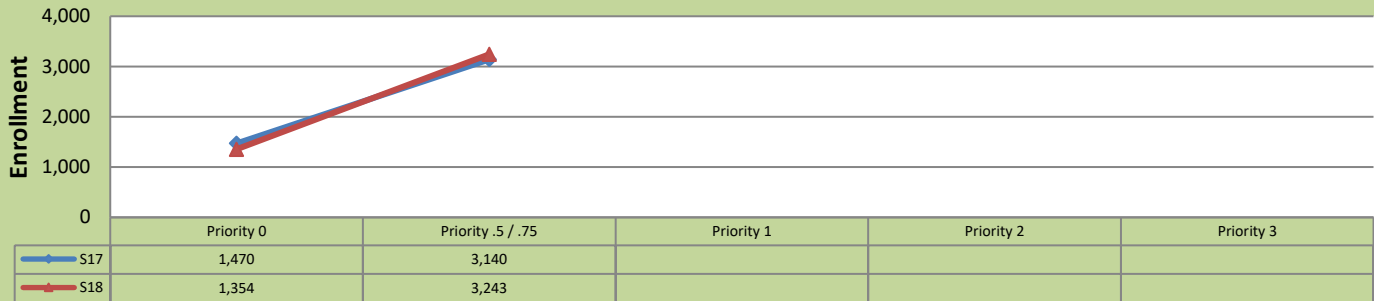 Enrollment
4,000
3,000
2,000
1,000
0
Priority 0 Priority .5 / .75 Priority 1 Priority 2 Priority 3
S17 1,470 3,140
S18 1,354 3,243